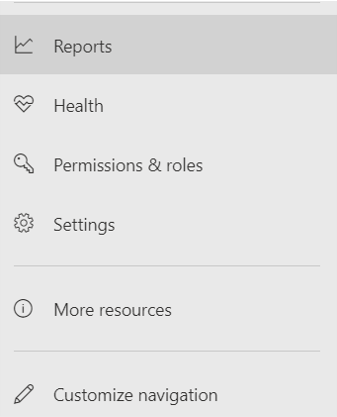 Reports
Health
Permissions & roles
Settings
More resources
Customize navigation